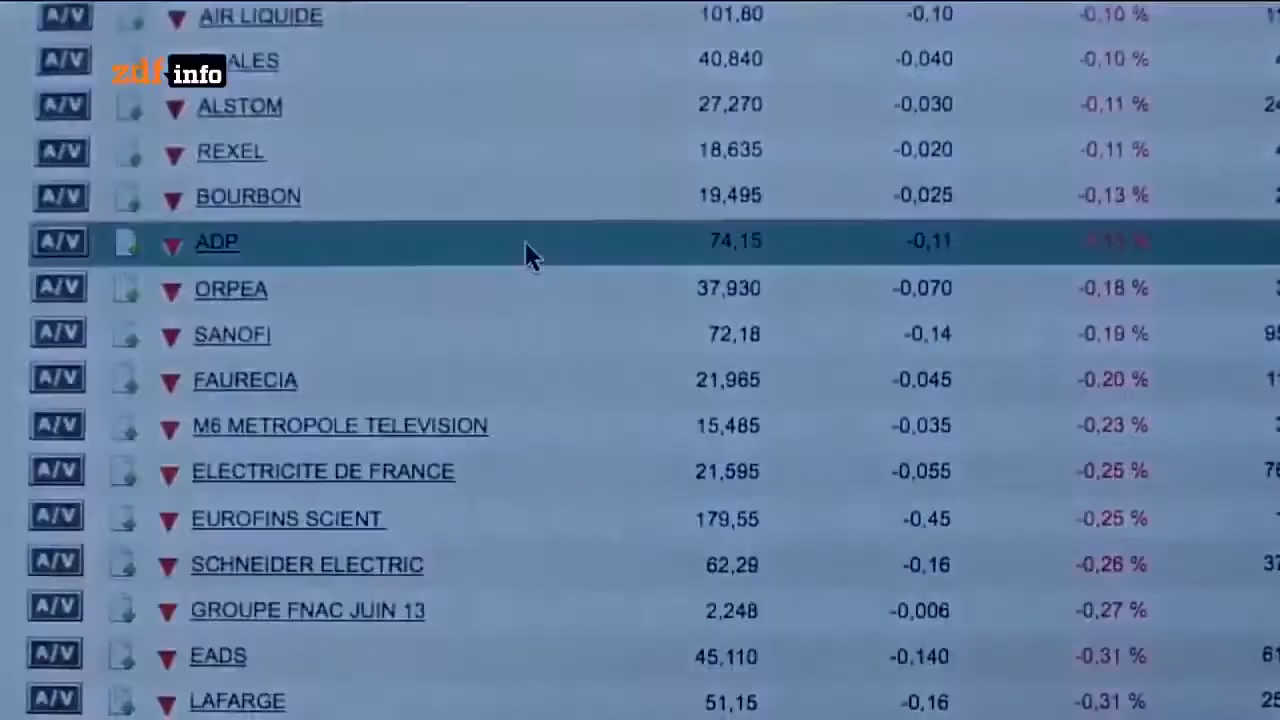 A/V AIR LIQUIDE 101,80 -0,10 -0,10 %
zdf info
A/V ALES 40,840 -0,040 -0,10 %
A/V ALSTOM 27,270 -0,030 -0,11 %
A/V REXEL 18,635 -0,020 -0,11 %
A/V BOURBON 19,495 -0,025 -0,13 %
A/V ADP 74,15 -0,11
A/V ORPEA 37,930 -0,070 -0,18 %
A/V SANOFI 72,18 -0,14 -0,19 %
A/V FAURECIA 21,965 -0,045 -0,20 %
A/V M6 METROPOLE TELEVISION 15,485 -0,035 -0,23 %
A/V ELECTRICITE DE FRANCE 21,595 -0,055 -0,25 %
A/V EUROFINS SCIENT 179,55 -0,45 -0,25 %
A/V SCHNEIDER ELECTRIC 62,29 -0,16 -0,26 %
A/V GROUPE FNAC JUIN 13 2,248 -0,006 -0,27 %
A/V EADS 45,110 -0,140 -0,31 %
A/V LAFARGE 51,15 -0,16 -0,31 %